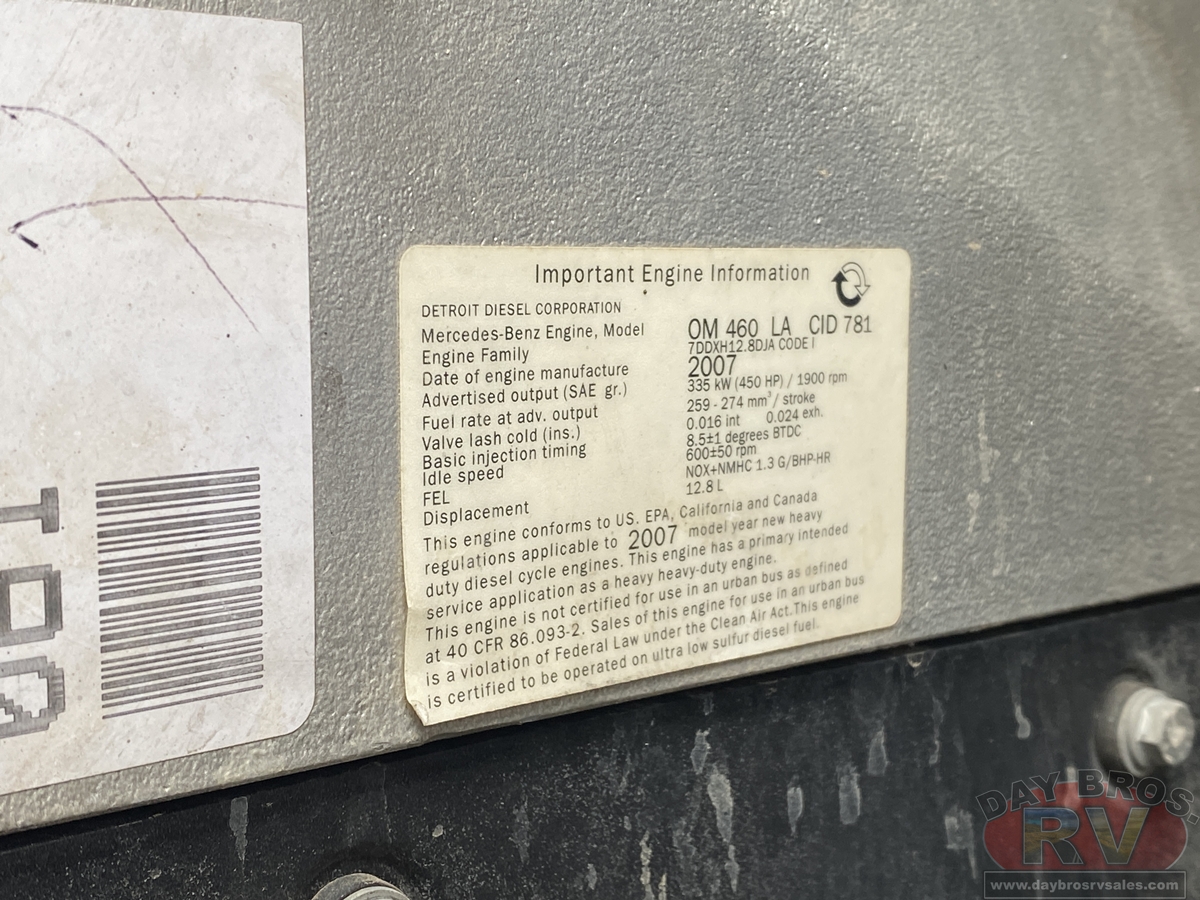 Important Engine Information
DETROIT DIESEL CORPORATION
Mercedes-Benz Engine, Model OM 460 LA CID 781
Engine Family 7DDXH12.8DJA CODE I
Date of engine manufacture 2007
Advertised output (SAE gr.) 335 kW (450 HP) / 1900 rpm
Fuel rate at adv. output 259 - 274 mm³/ stroke
Valve lash cold (ins.) 0.016 int 0.024 exh.
Basic injection timing 8.5±1 degrees BTDC
Idle speed 600±50 rpm
FEL NOX+NMHC 1.3 G/BHP-HR
Displacement 12.8 L
This engine conforms to US. EPA, California and Canada
regulations applicable to 2007 model year new heavy
duty diesel cycle engines. This engine has a primary intended
service application as a heavy heavy-duty engine.
This engine is not certified for use in an urban bus as defined
at 40 CFR 86.093-2. Sales of this engine for use in an urban bus
is a violation of Federal Law under the Clean Air Act.This engine
is certified to be operated on ultra low sulfur diesel fuel.
DAY BROS.
RV
www.daybrosrvsales.com